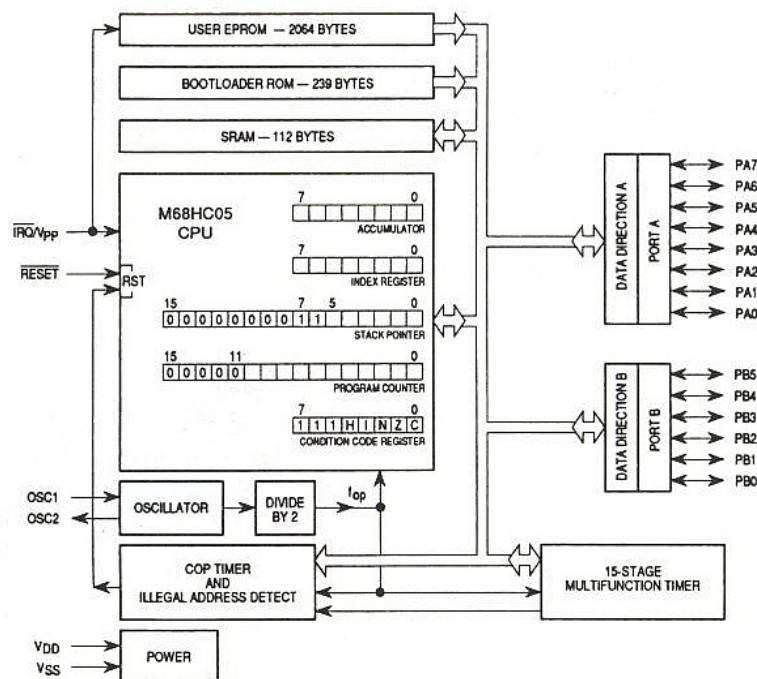 USER EPROM — 2064 BYTES
BOOTLOADER ROM — 239 BYTES
SRAM — 112 BYTES
M68HC05
CPU
7 0
ACCUMULATOR
7 0
INDEX REGISTER
15 7 5 0
0 0 0 0 0 0 0 0 1 1
STACK POINTER
15 11 0
0 0 0 0 0
PROGRAM COUNTER
7 0
1 1 1 H I N Z C
CONDITION CODE REGISTER
IRQ/VPP
RESET
RST
OSC1
OSC2
OSCILLATOR
DIVIDE
BY 2
fop
COP TIMER
AND
ILLEGAL ADDRESS DETECT
15-STAGE
MULTIFUNCTION TIMER
VDD
VSS
POWER
DATA DIRECTION A
PORT A
PA7
PA6
PA5
PA4
PA3
PA2
PA1
PA0
DATA DIRECTION B
PORT B
PB5
PB4
PB3
PB2
PB1
PB0